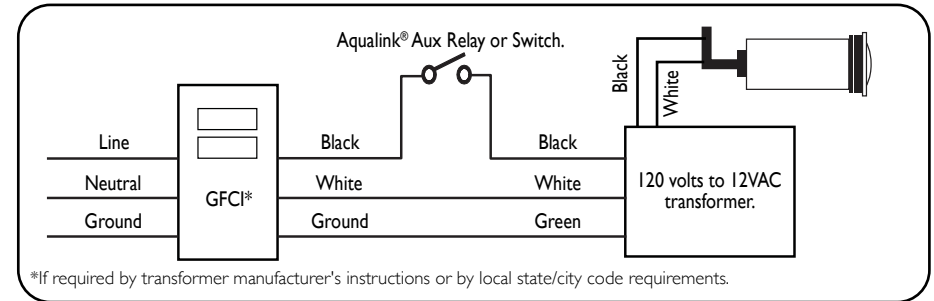 Aqualink® Aux Relay or Switch.
Black
White
Line
Black
Black
Neutral
White
White
Ground
Ground
Green
GFCI*
120 volts to 12VAC
transformer.
*If required by transformer manufacturer's instructions or by local state/city code requirements.